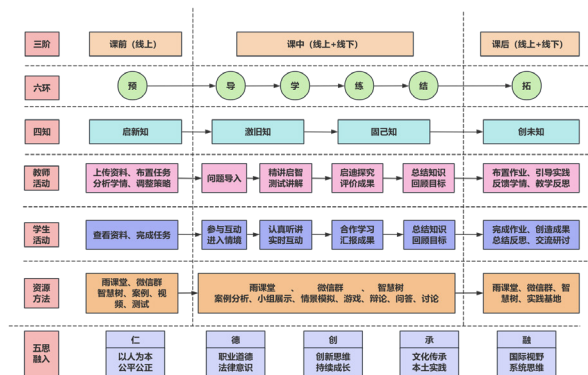 三阶
课前（线上）
课中（线上+线下）
课后（线上+线下）
六环
预
导
学
练
结
拓
四知
启新知
激旧知
固已知
创未知
教师
活动
上传资料、布置任务
分析学情、调整策略
问题导入
精讲启智
测试讲解
启迪探究
评价成果
总结知识
回顾目标
布置作业、引导实践
反馈学情、教学反思
学生
活动
查看资料、完成任务
参与互动
进入情境
认真听讲
实时互动
合作学习
汇报成果
总结知识
回顾目标
完成作业、创造成果
总结反思、交流研讨
资源
方法
雨课堂、微信群
智慧树、案例、视
频、测试
雨课堂 、 微信群 、 智慧树
案例分析、小组展示、情景模拟、游戏、辩论、问答、讨论
雨课堂、微信群、智
慧树、实践基地
五思
融入
仁
以人为本
公平公正
德
职业道德
法律意识
创
创新思维
持续成长
承
文化传承
本土实践
融
国际视野
系统思维